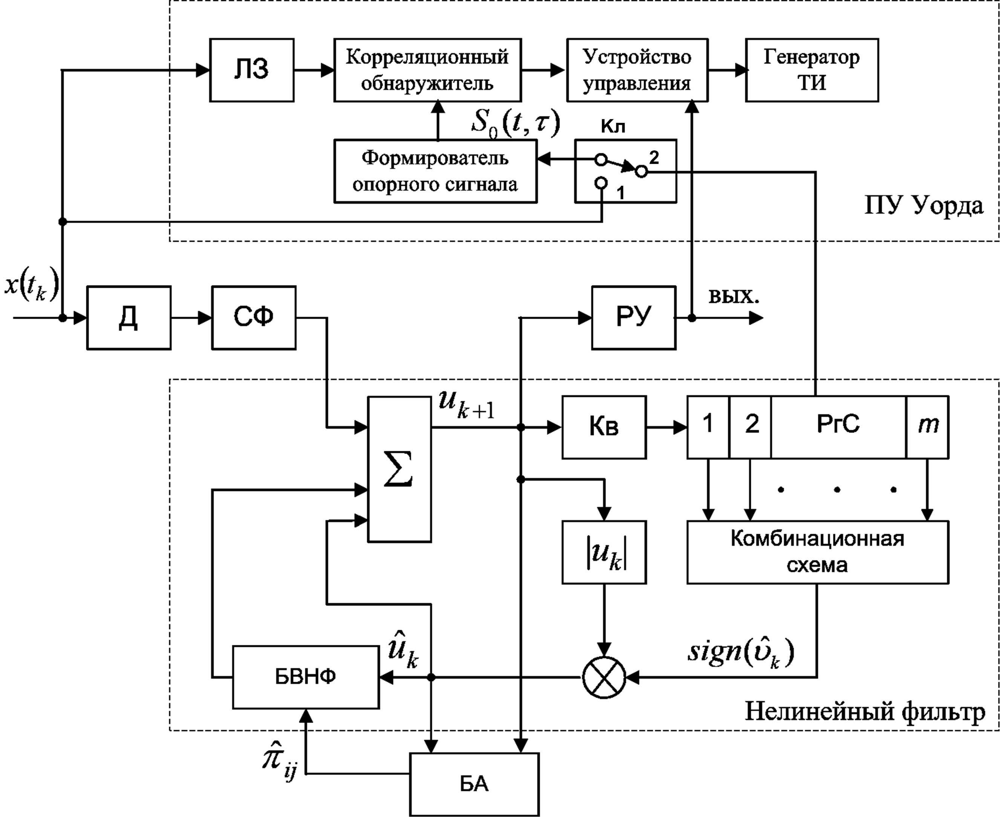 ЛЗ
Корреляционный
обнаружитель
Устройство
управления
Генератор
ТИ
S₀(t,τ)
Кл
Формирователь
опорного сигнала
2
1
ПУ Уорда
x(tₖ)
Д
СФ
РУ
вых.
uₖ₊₁
Σ
Кв
1
2
РгС
m
. . .
|uₖ|
Комбинационная
схема
ûₖ
sign(υ̂ₖ)
БВНФ
Нелинейный фильтр
π̂ᵢⱼ
БА